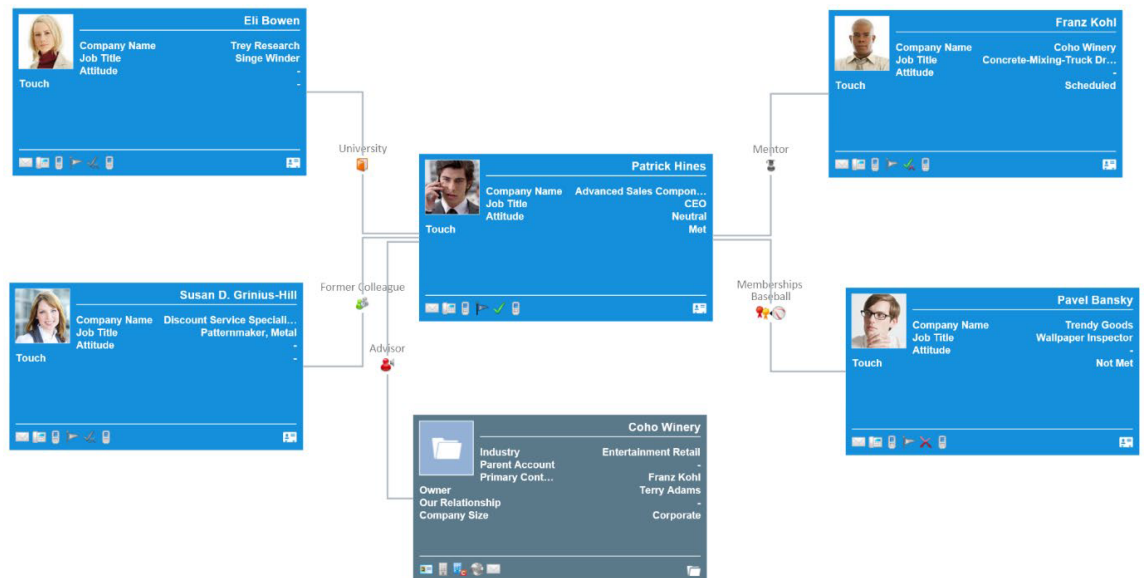 Eli Bowen
Company Name Trey Research
Job Title Singe Winder
Attitude -
Touch -
Franz Kohl
Company Name Coho Winery
Job Title Concrete-Mixing-Truck Dr...
Attitude -
Touch Scheduled
University
Mentor
Patrick Hines
Company Name Advanced Sales Compon...
Job Title CEO
Attitude Neutral
Touch Met
Former Colleague
Memberships
Baseball
Susan D. Grinius-Hill
Company Name Discount Service Speciali...
Job Title Patternmaker, Metal
Attitude -
Touch -
Pavel Bansky
Company Name Trendy Goods
Job Title Wallpaper Inspector
Attitude -
Touch Not Met
Advisor
Coho Winery
Industry Entertainment Retail
Parent Account -
Primary Cont... Franz Kohl
Owner Terry Adams
Our Relationship -
Company Size Corporate